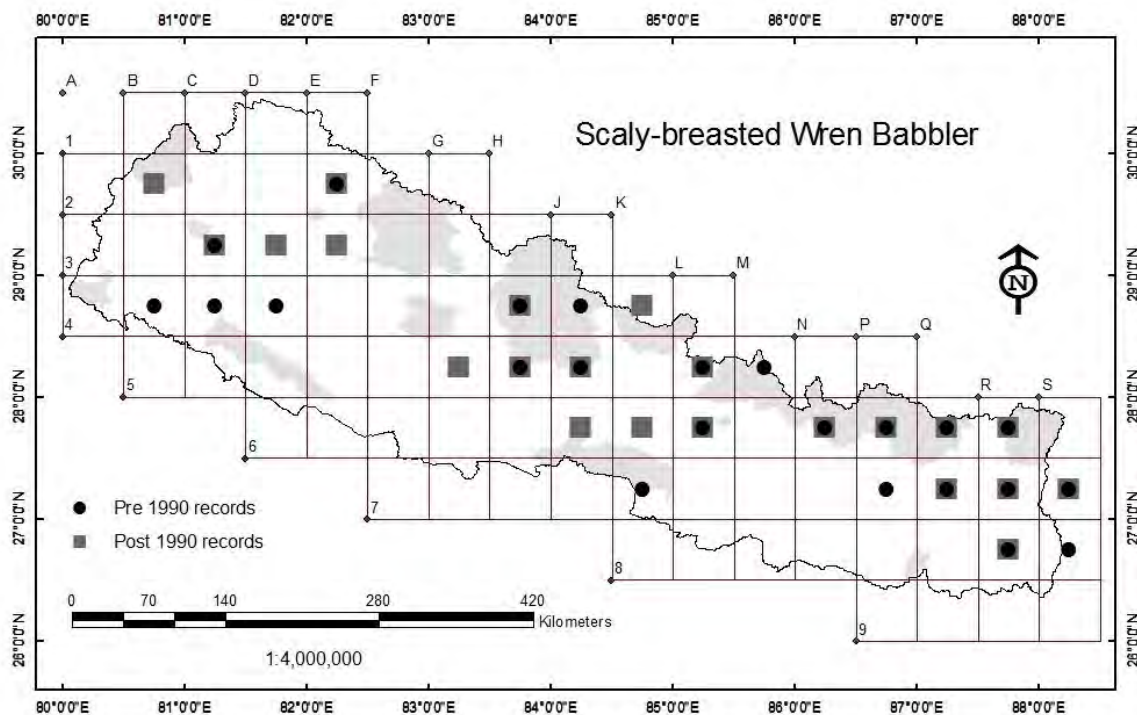 80°0'0"E 81°0'0"E 82°0'0"E 83°0'0"E 84°0'0"E 85°0'0"E 86°0'0"E 87°0'0"E 88°0'0"E
A B C D E F
Scaly-breasted Wren Babbler
30°0'0"N 1 G H 30°0'0"N
2 J K
29°0'0"N 3 L M 29°0'0"N
N
4 N P Q
28°0'0"N 5 R S 28°0'0"N
6
Pre 1990 records
27°0'0"N 7 27°0'0"N
Post 1990 records
8
0 70 140 280 420
Kilometers
26°0'0"N 9 26°0'0"N
1:4,000,000
80°0'0"E 81°0'0"E 82°0'0"E 83°0'0"E 84°0'0"E 85°0'0"E 86°0'0"E 87°0'0"E 88°0'0"E